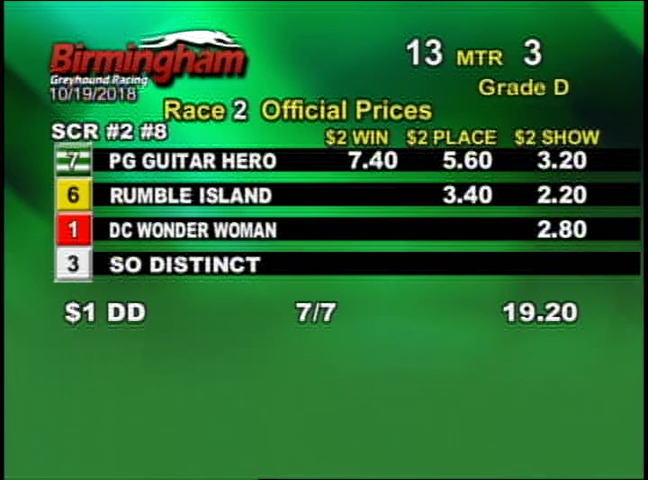 Birmingham
Greyhound Racing
10/19/2018
13 MTR 3
Grade D
Race 2 Official Prices
SCR #2 #8
$2 WIN $2 PLACE $2 SHOW
7 PG GUITAR HERO 7.40 5.60 3.20
6 RUMBLE ISLAND 3.40 2.20
1 DC WONDER WOMAN 2.80
3 SO DISTINCT
$1 DD 7/7 19.20